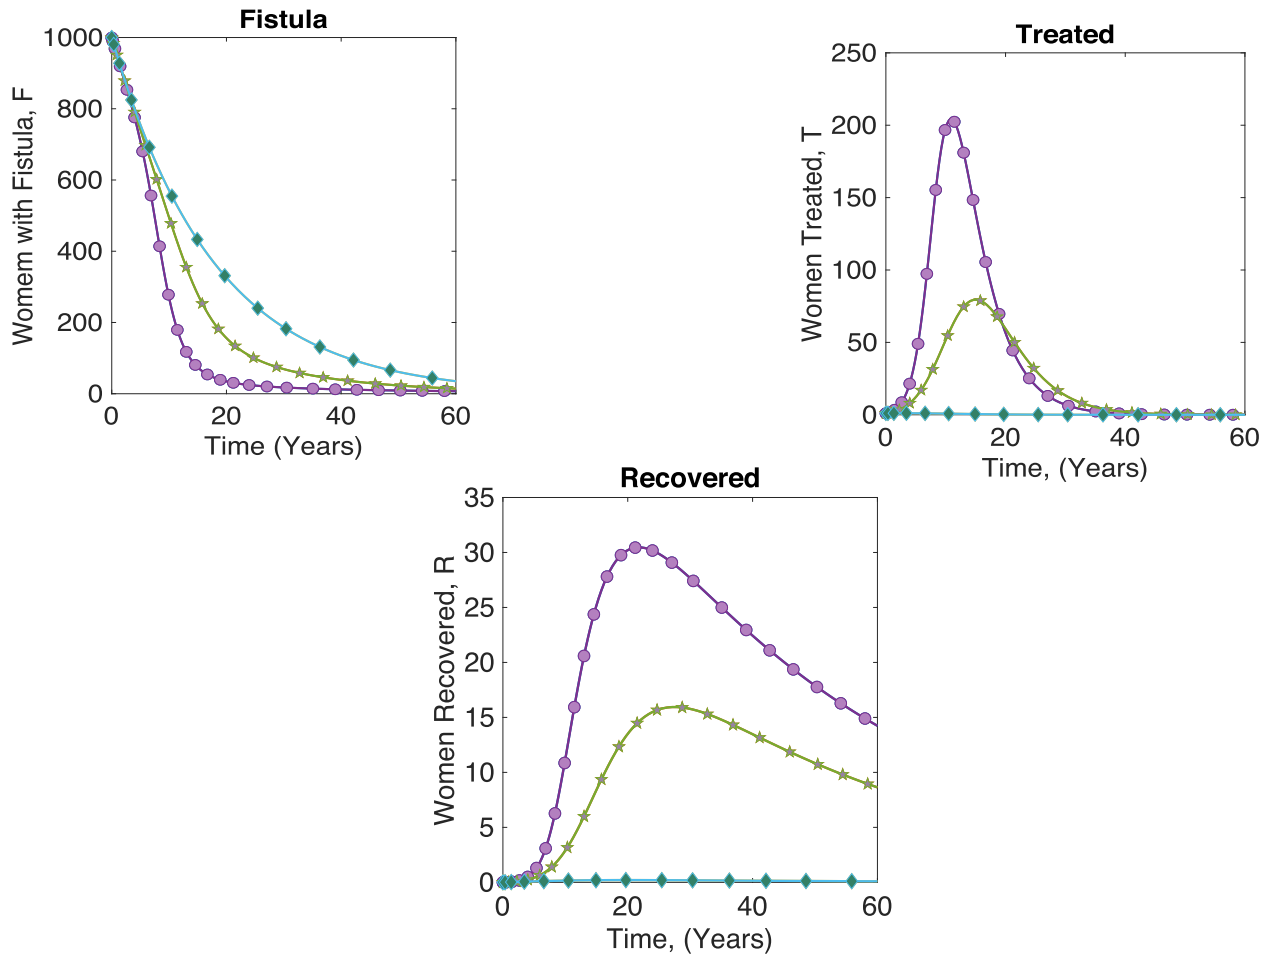 Fistula
1000
800
600
400
200
0
Womem with Fistula, F
0 20 40 60
Time (Years)
Treated
250
200
150
100
50
0
Women Treated, T
0 20 40 60
Time, (Years)
Recovered
35
30
25
20
15
10
5
0
Women Recovered, R
0 20 40 60
Time, (Years)